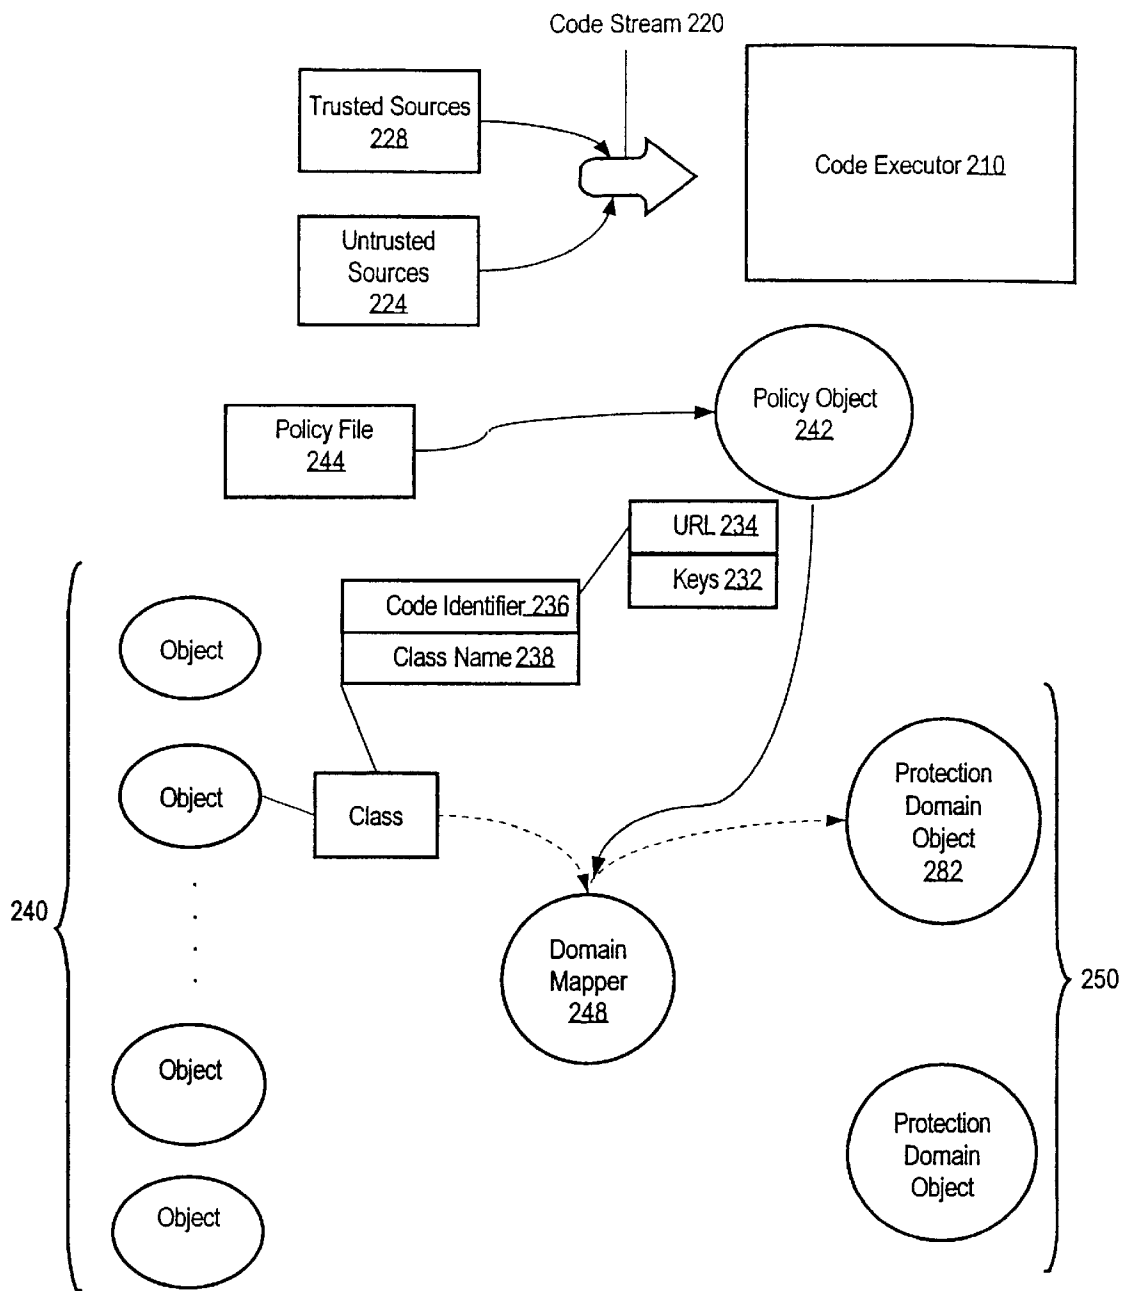 Code Stream 220
Trusted Sources
228
Code Executor 210
Untrusted
Sources
224
Policy Object
242
Policy File
244
URL 234
Keys 232
Code Identifier 236
Class Name 238
Object
Object
Class
Protection
Domain
Object
282
240
Domain
Mapper
248
250
Object
Protection
Domain
Object
Object